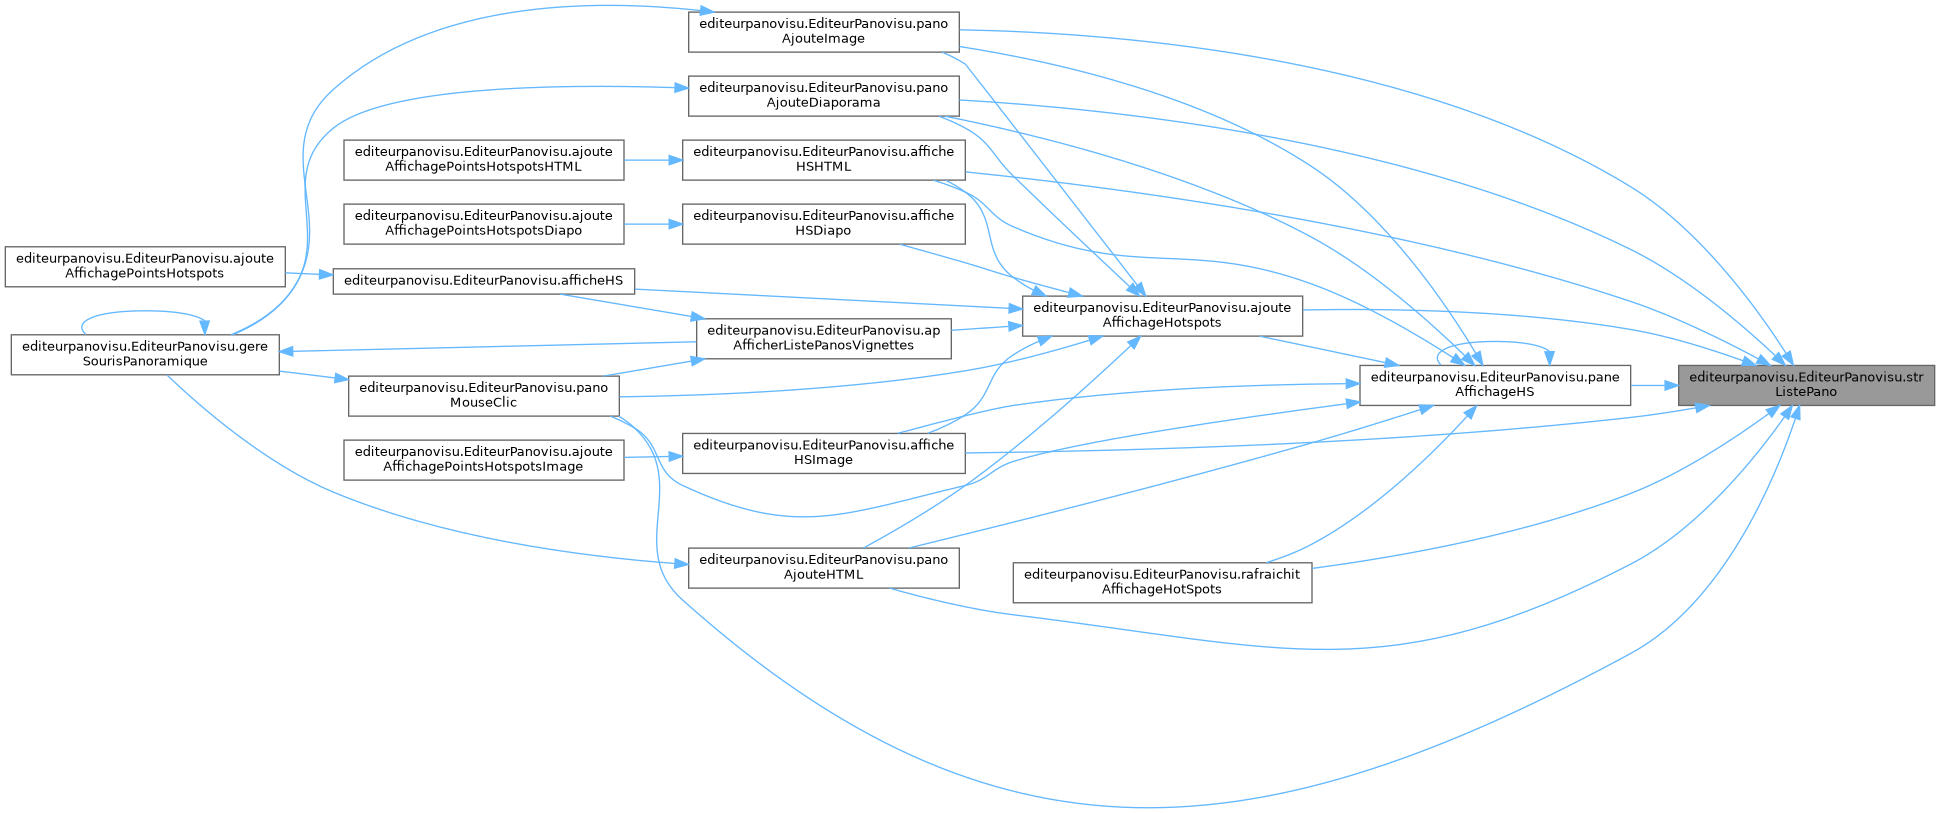 editeurpanovisu.EditeurPanovisu.pano
AjouteImage
editeurpanovisu.EditeurPanovisu.pano
AjouteDiaporama
editeurpanovisu.EditeurPanovisu.ajoute
AffichagePointsHotspotsHTML
editeurpanovisu.EditeurPanovisu.affiche
HSHTML
editeurpanovisu.EditeurPanovisu.ajoute
AffichagePointsHotspotsDiapo
editeurpanovisu.EditeurPanovisu.affiche
HSDiapo
editeurpanovisu.EditeurPanovisu.ajoute
AffichagePointsHotspots
editeurpanovisu.EditeurPanovisu.afficheHS
editeurpanovisu.EditeurPanovisu.ajoute
AffichageHotspots
editeurpanovisu.EditeurPanovisu.ap
AfficherListePanosVignettes
editeurpanovisu.EditeurPanovisu.gere
SourisPanoramique
editeurpanovisu.EditeurPanovisu.pane
AffichageHS
editeurpanovisu.EditeurPanovisu.str
ListePano
editeurpanovisu.EditeurPanovisu.pano
MouseClic
editeurpanovisu.EditeurPanovisu.ajoute
AffichagePointsHotspotsImage
editeurpanovisu.EditeurPanovisu.affiche
HSImage
editeurpanovisu.EditeurPanovisu.pano
AjouteHTML
editeurpanovisu.EditeurPanovisu.rafraichit
AffichageHotSpots